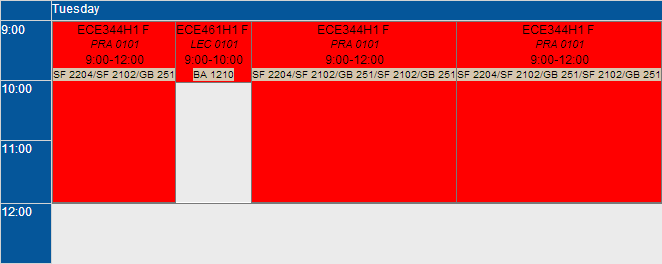 Tuesday
9:00
ECE344H1 F
PRA 0101
9:00-12:00
SF 2204/SF 2102/GB 251
ECE461H1 F
LEC 0101
9:00-10:00
BA 1210
ECE344H1 F
PRA 0101
9:00-12:00
SF 2204/SF 2102/GB 251/SF 2102/GB 251
ECE344H1 F
PRA 0101
9:00-12:00
SF 2204/SF 2102/GB 251/SF 2102/GB 251
10:00
11:00
12:00